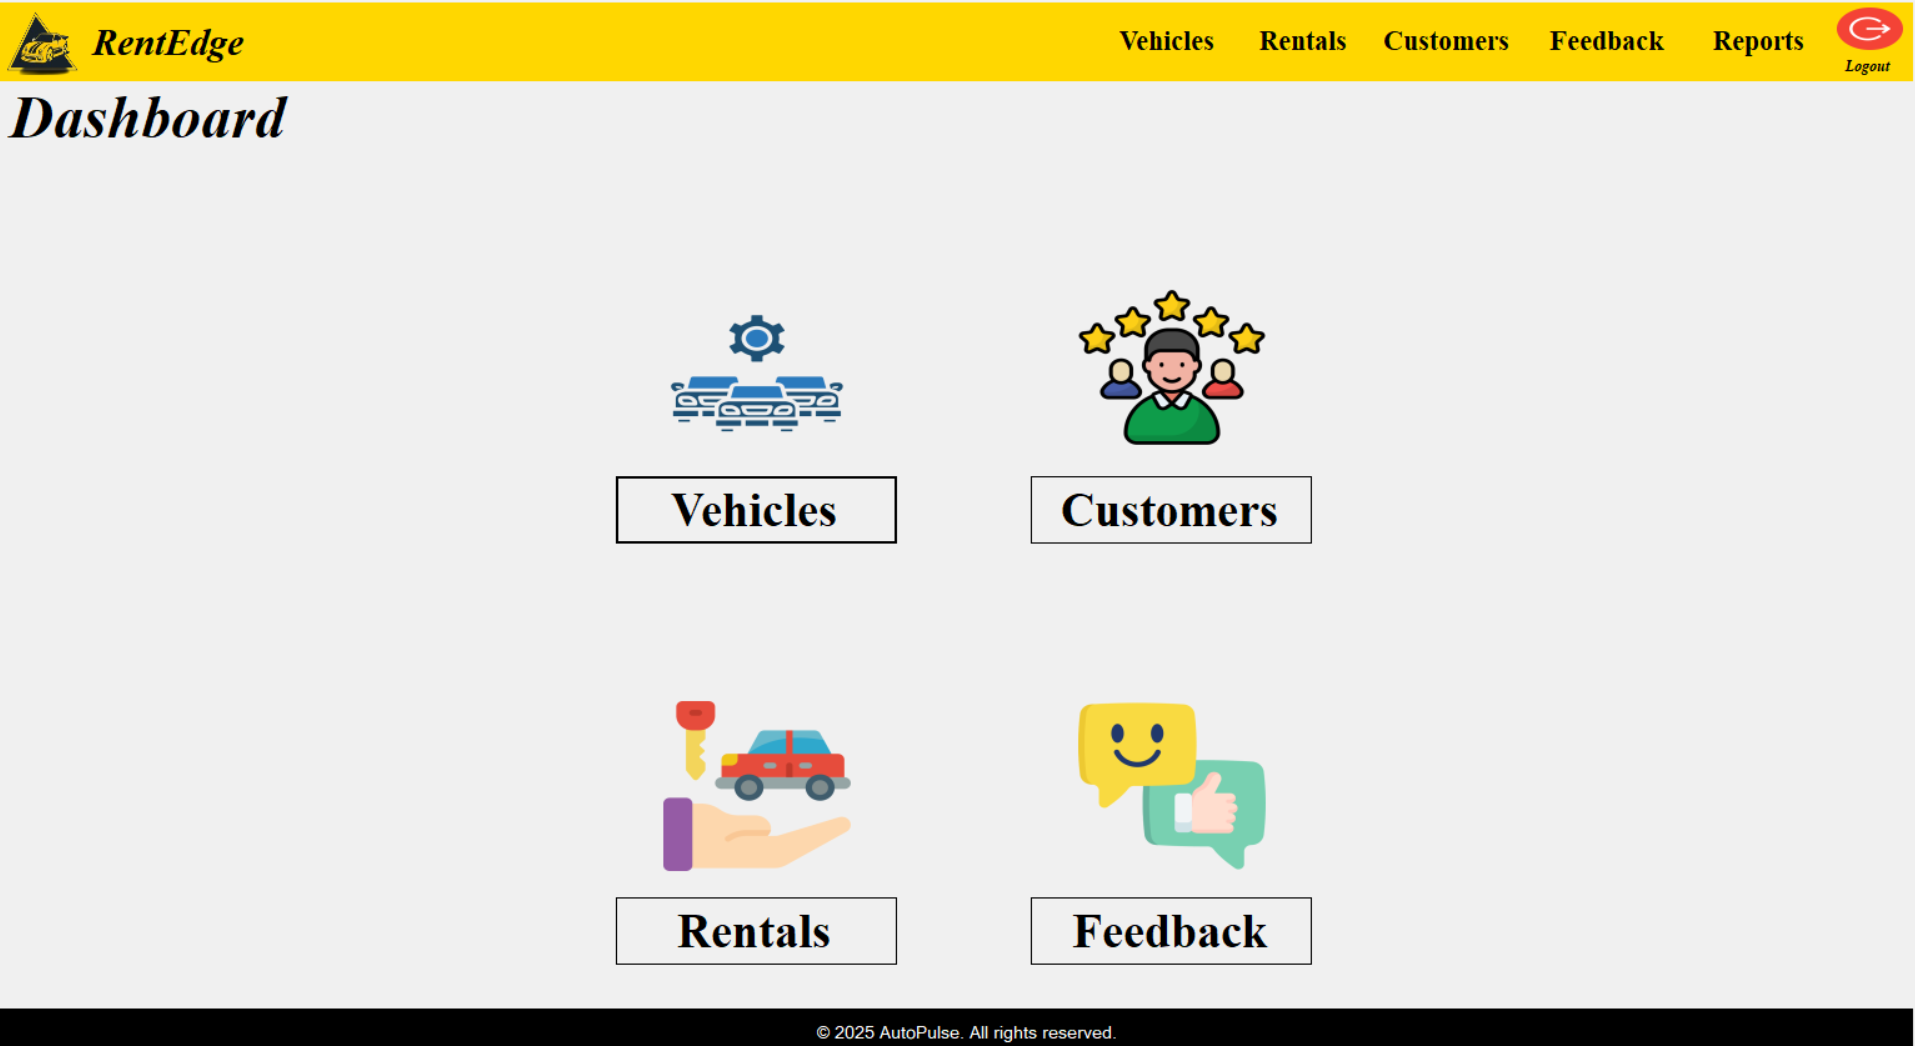 RentEdge
Vehicles Rentals Customers Feedback Reports
Logout
Dashboard
Vehicles
Customers
Rentals
Feedback
© 2025 AutoPulse. All rights reserved.